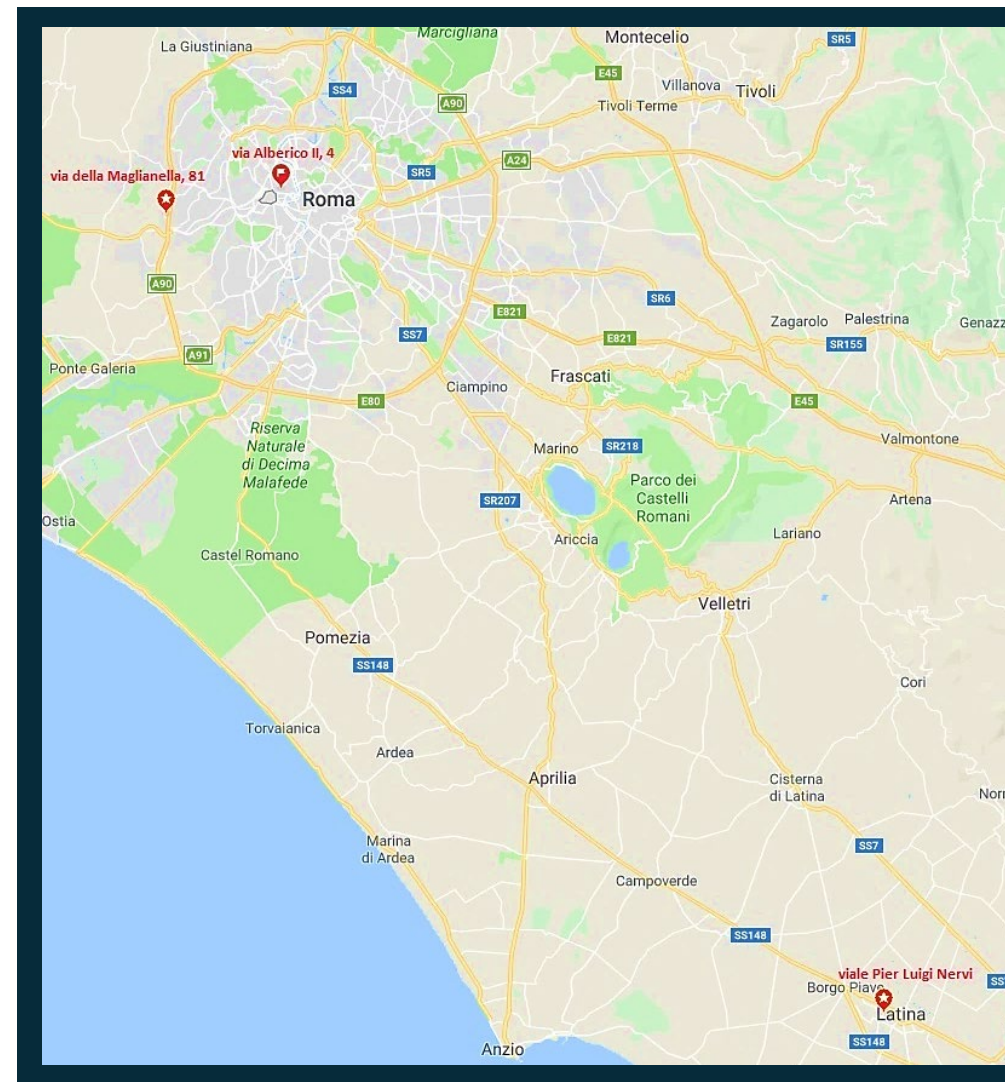 Marcigliana
La Giustiniana
Montecelio
SR5
E45
Villanova
Tivoli
SS4
A90
Tivoli Terme
via Alberico II, 4
A24
SR5
via della Maglianella, 81
Roma
A90
SR6
E821
Zagarolo
Palestrina
Genazz
SS7
E821
SR155
A91
Ponte Galeria
Frascati
Ciampino
E80
E45
Riserva
Naturale
di Decima
Malafede
Marino
SR218
Valmontone
Parco dei
Castelli
Romani
SR207
Artena
Ostia
Ariccia
Lariano
Castel Romano
Velletri
Pomezia
SS148
Cori
Torvaianica
Ardea
Aprilia
Cisterna
di Latina
Norr
Marina
di Ardea
SS7
Campoverde
SS148
viale Pier Luigi Nervi
Borgo Piave
SS
Latina
SS148
Anzio